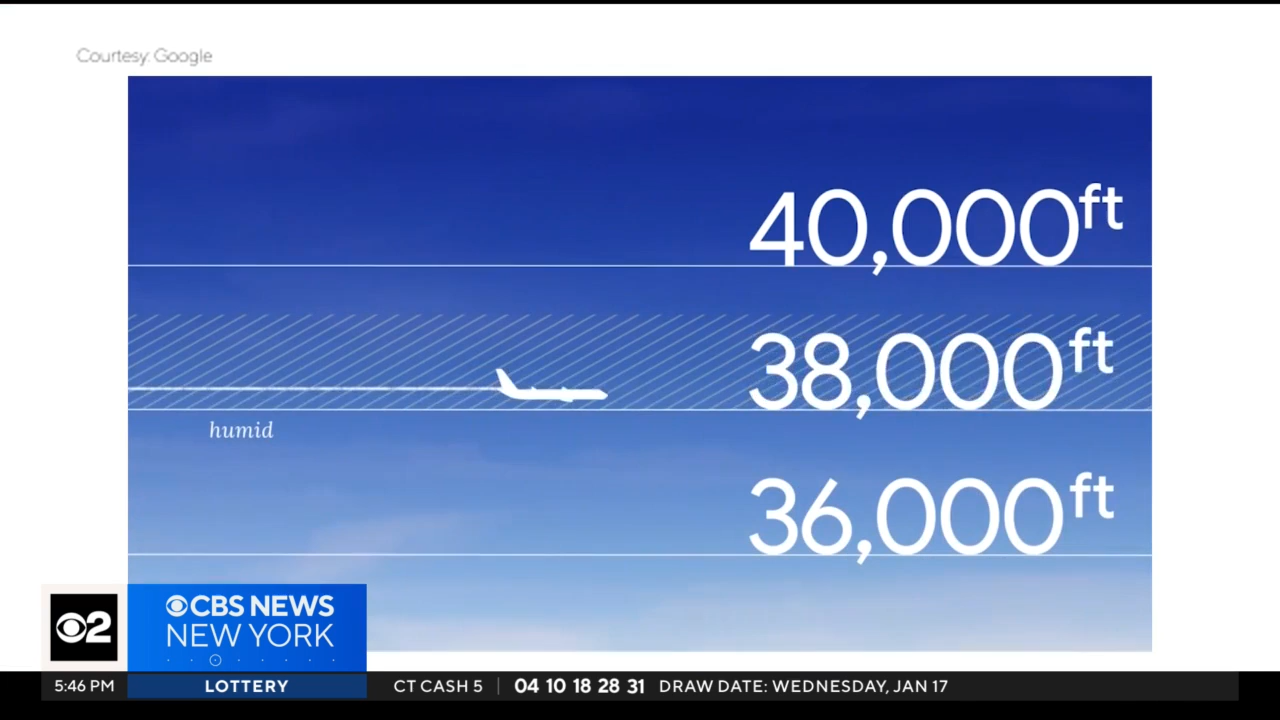 Courtesy: Google
40,000ft
38,000ft
humid
36,000ft
2
CBS NEWS
NEW YORK
5:46 PM
LOTTERY
CT CASH 5
04 10 18 28 31
DRAW DATE: WEDNESDAY, JAN 17